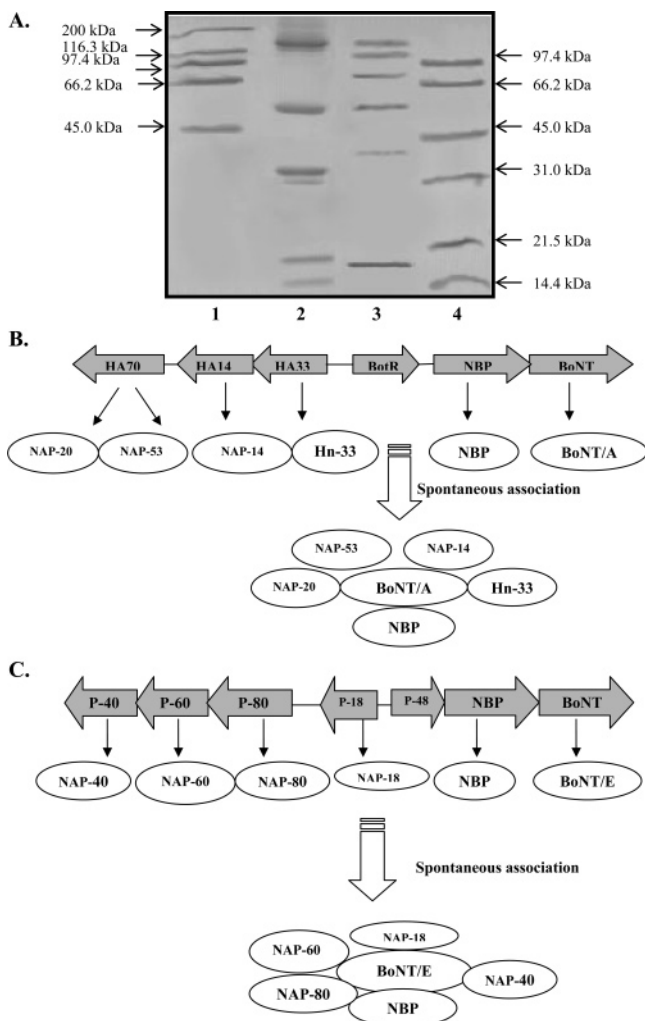 A.
200 kDa
116.3 kDa
97.4 kDa
66.2 kDa
45.0 kDa
97.4 kDa
66.2 kDa
45.0 kDa
31.0 kDa
21.5 kDa
14.4 kDa
1 2 3 4
B.
HA70 HA14 HA33 BotR NBP BoNT
NAP-20 NAP-53 NAP-14 Hn-33 NBP BoNT/A
Spontaneous association
NAP-53 NAP-14
NAP-20 BoNT/A Hn-33
NBP
C.
P-40 P-60 P-80 P-18 P-48 NBP BoNT
NAP-40 NAP-60 NAP-80 NAP-18 NBP BoNT/E
Spontaneous association
NAP-18
NAP-60
BoNT/E
NAP-40
NAP-80
NBP